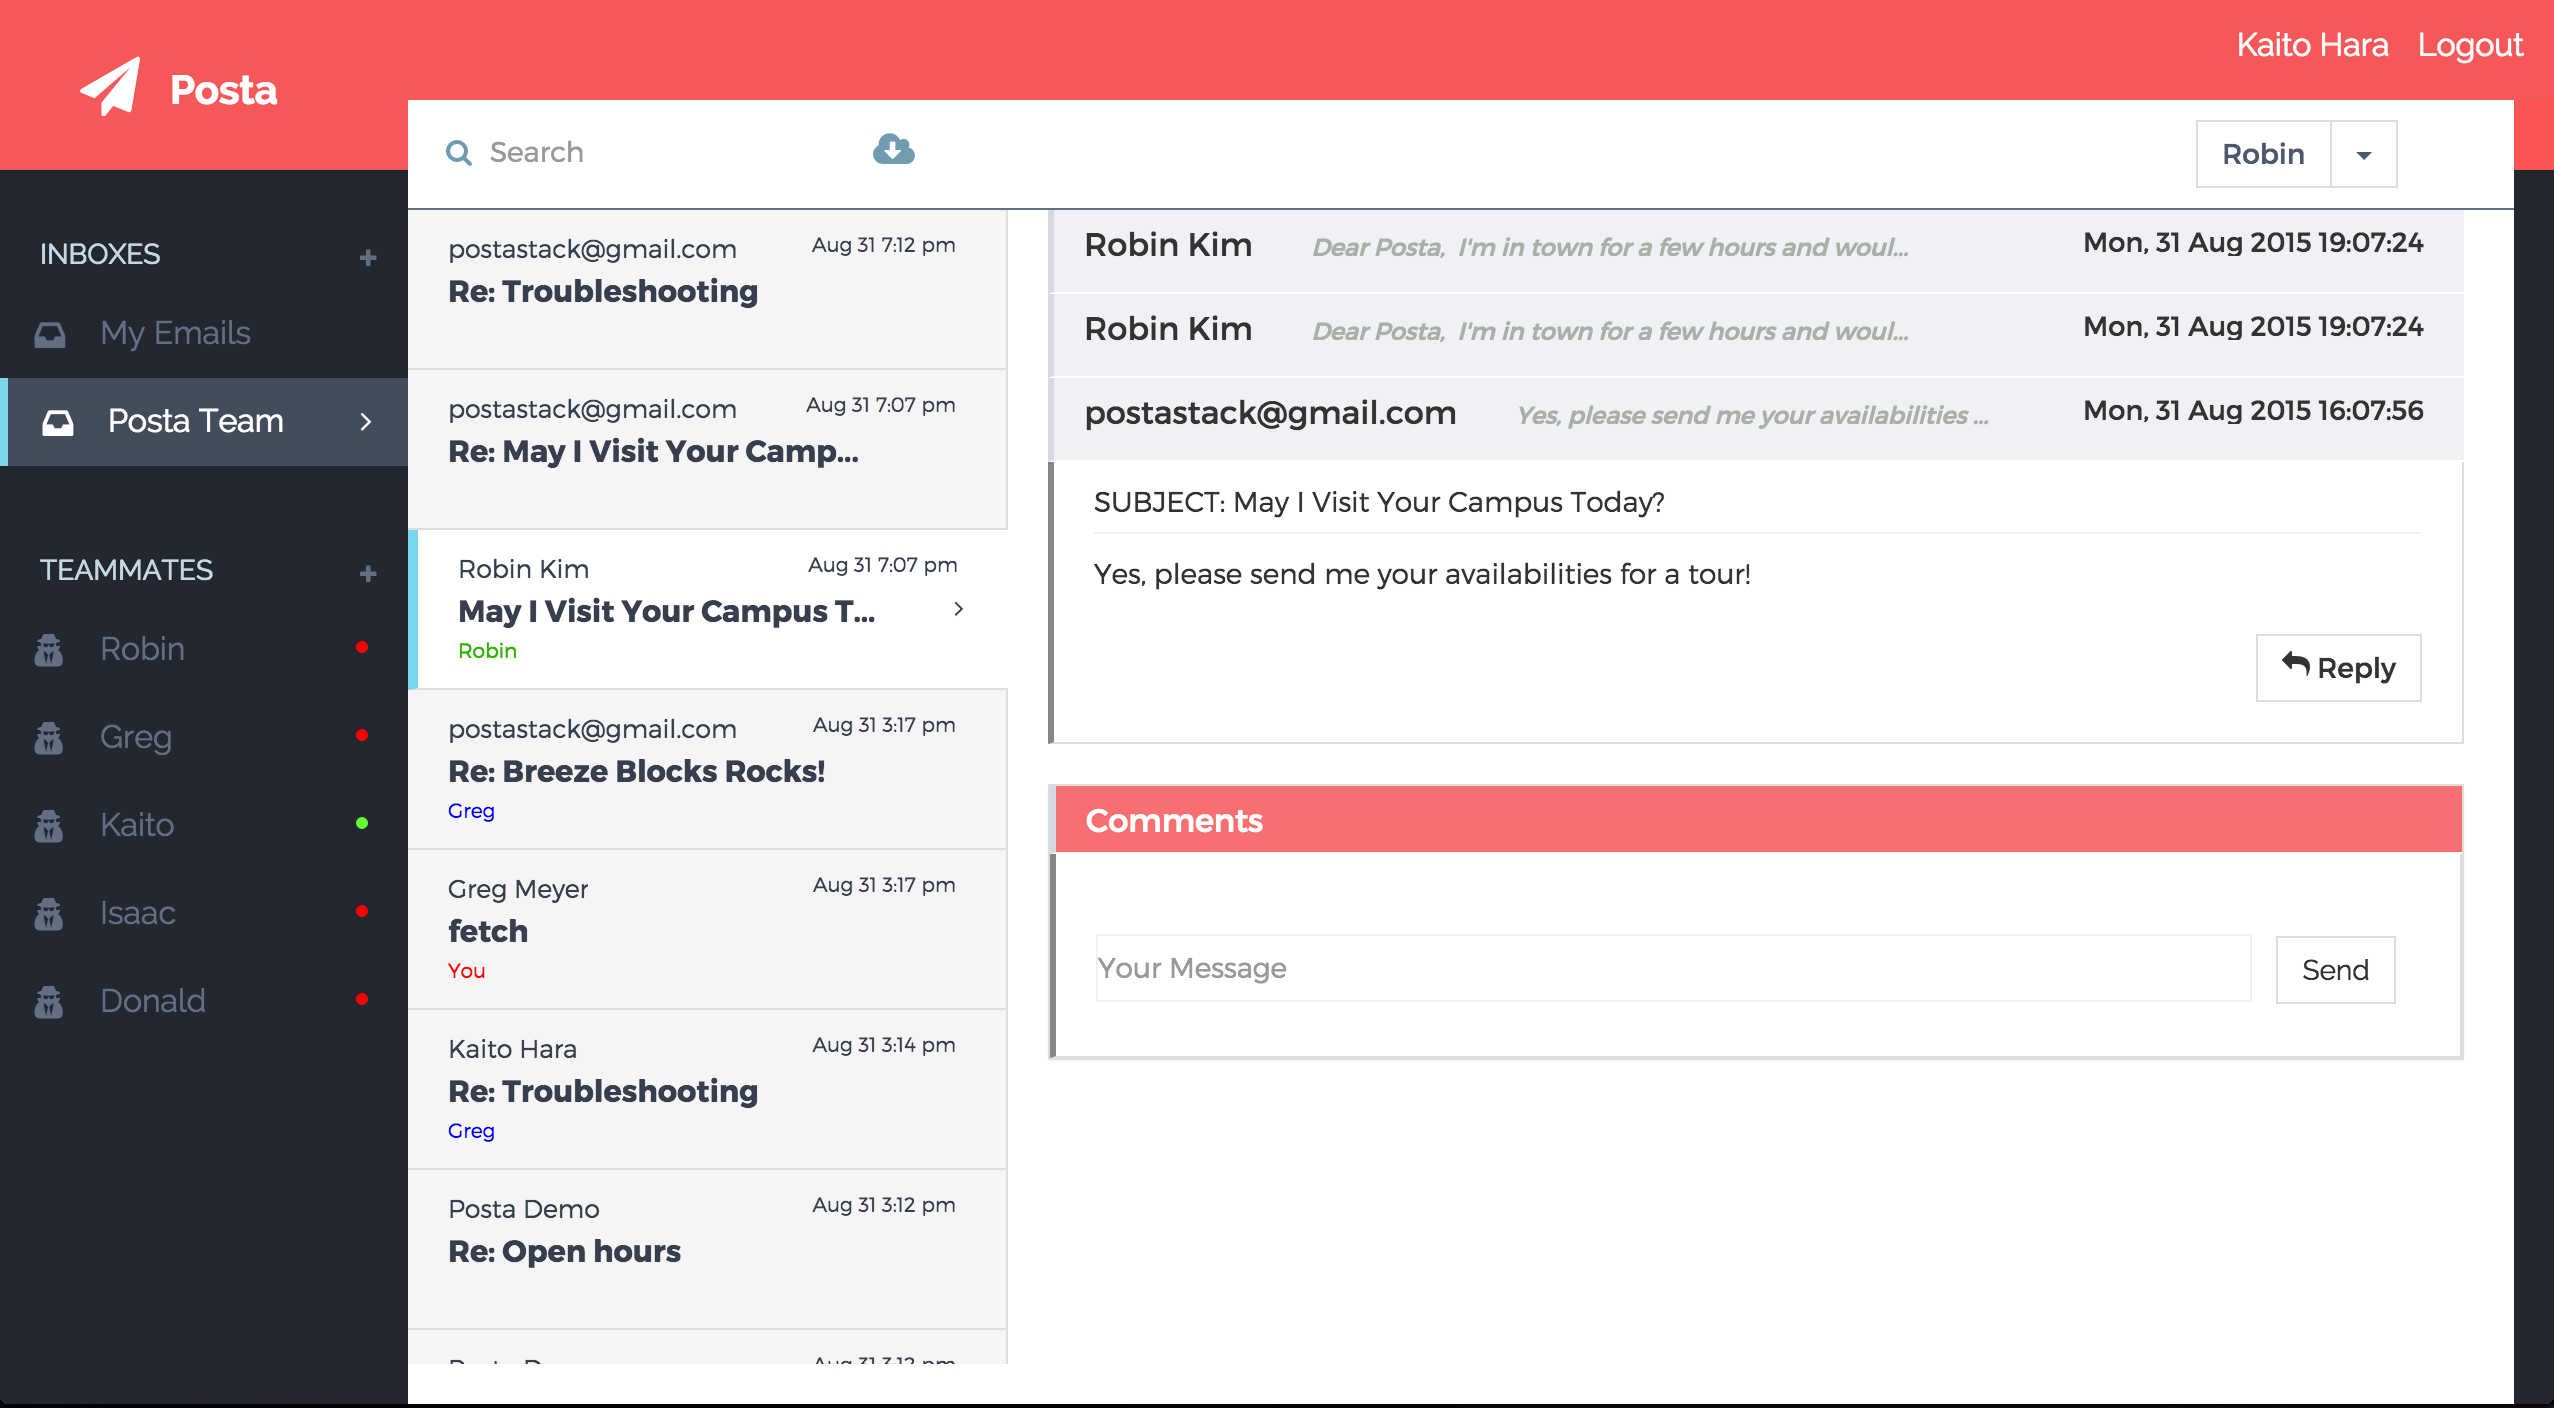 Kaito Hara Logout
Posta
Search
Robin
INBOXES
My Emails
Posta Team
TEAMMATES
Robin
Greg
Kaito
Isaac
Donald
postastack@gmail.com Aug 31 7:12 pm
Re: Troubleshooting
postastack@gmail.com Aug 31 7:07 pm
Re: May I Visit Your Camp...
Robin Kim Aug 31 7:07 pm
May I Visit Your Campus T...
Robin
postastack@gmail.com Aug 31 3:17 pm
Re: Breeze Blocks Rocks!
Greg
Greg Meyer Aug 31 3:17 pm
fetch
You
Kaito Hara Aug 31 3:14 pm
Re: Troubleshooting
Greg
Posta Demo Aug 31 3:12 pm
Re: Open hours
Robin Kim Dear Posta, I'm in town for a few hours and woul... Mon, 31 Aug 2015 19:07:24
Robin Kim Dear Posta, I'm in town for a few hours and woul... Mon, 31 Aug 2015 19:07:24
postastack@gmail.com Yes, please send me your availabilities ... Mon, 31 Aug 2015 16:07:56
SUBJECT: May I Visit Your Campus Today?
Yes, please send me your availabilities for a tour!
Reply
Comments
Your Message
Send